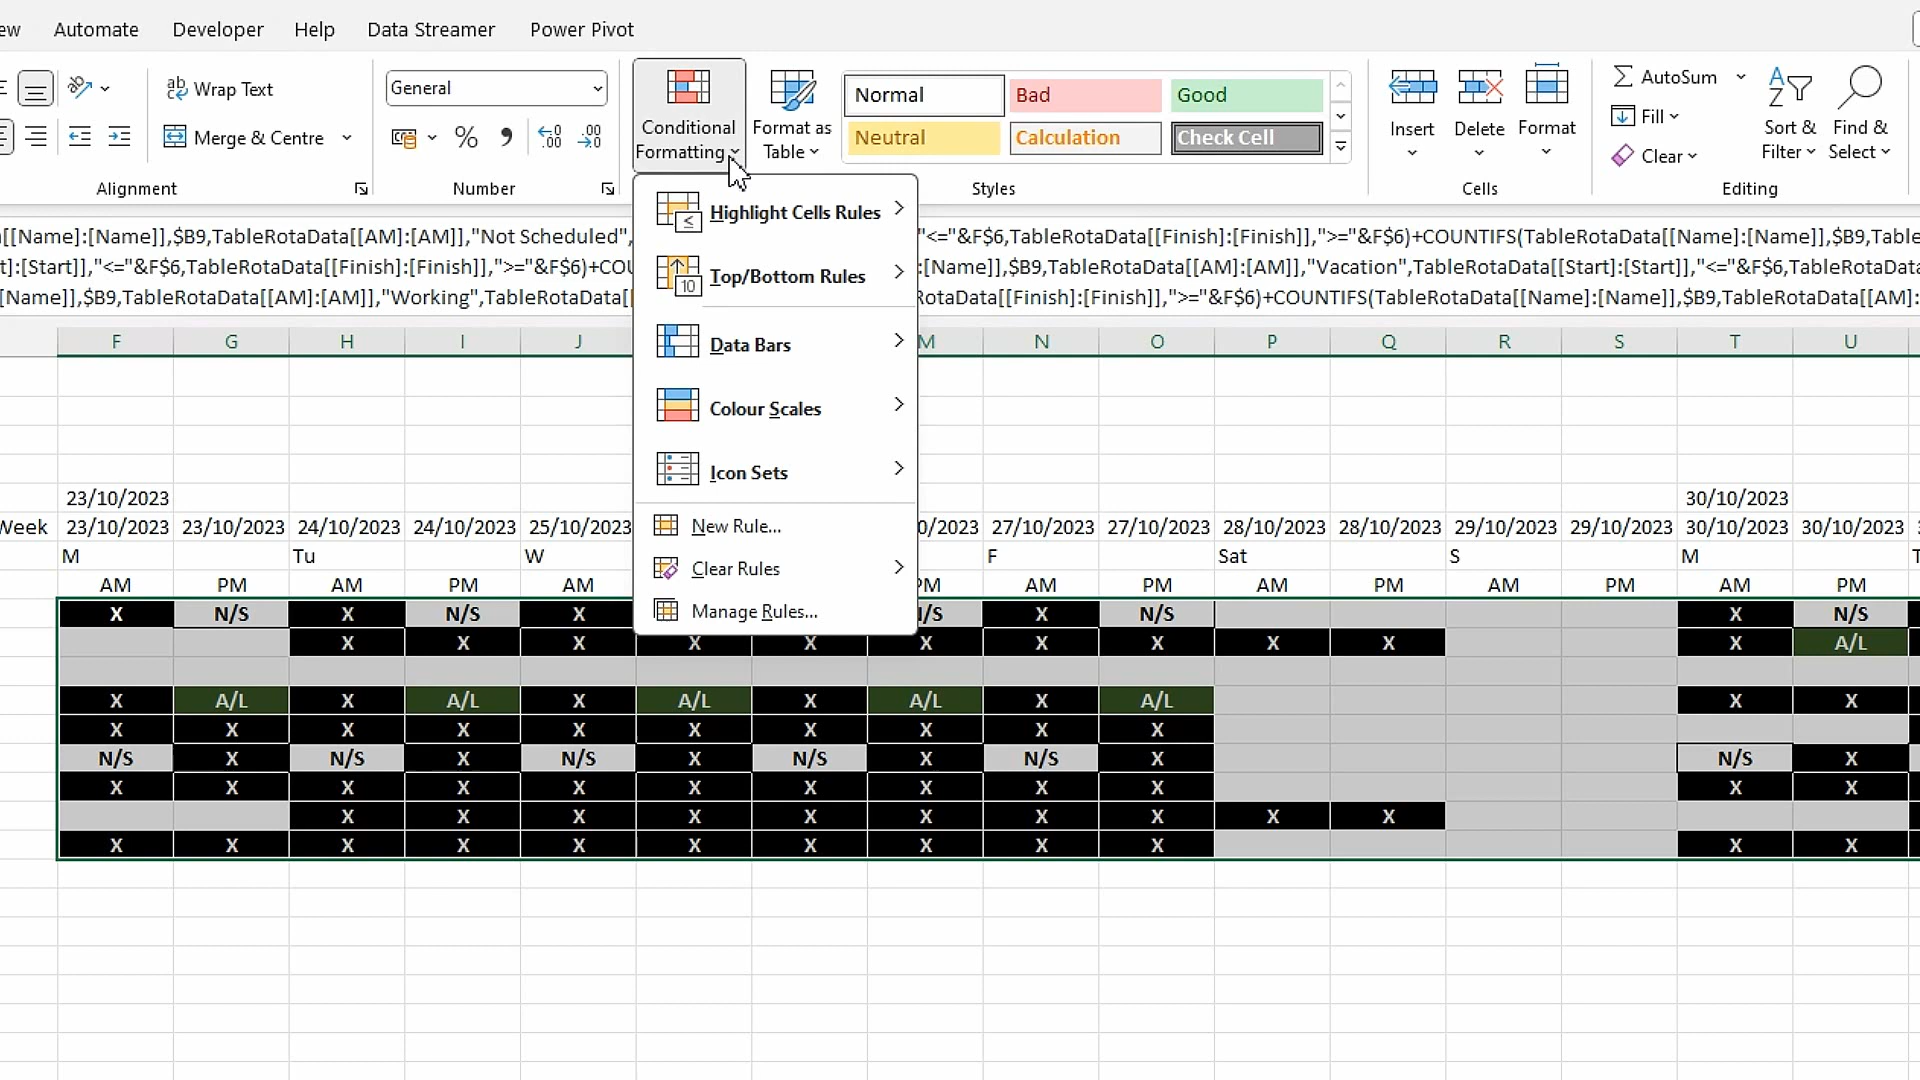 ew Automate Developer Help Data Streamer Power Pivot
ab Wrap Text General Normal Bad Good AutoSum
Merge & Centre % Conditional Formatting Format as Table Neutral Calculation Check Cell Insert Delete Format Fill Clear Sort & Filter Find & Select
Alignment Number Styles Cells Editing
[[Name]:[Name]],$B9,TableRotaData[[AM]:[AM]],"Not Scheduled", "<="&F$6,TableRotaData[[Finish]:[Finish]],">="&F$6)+COUNTIFS(TableRotaData[[Name]:[Name]],$B9,Table
t]:[Start]],"<="&F$6,TableRotaData[[Finish]:[Finish]],">="&F$6)+COU :[Name]],$B9,TableRotaData[[AM]:[AM]],"Vacation",TableRotaData[[Start]:[Start]],"<="&F$6,TableRotaD
[Name]],$B9,TableRotaData[[AM]:[AM]],"Working",TableRotaData[ RotaData[[Finish]:[Finish]],">="&F$6)+COUNTIFS(TableRotaData[[Name]:[Name]],$B9,TableRotaData[[AM]:
Highlight Cells Rules
Top/Bottom Rules
10
Data Bars
Colour Scales
Icon Sets
New Rule...
Clear Rules
Manage Rules...
F G H I J M N O P Q R S T U
23/10/2023 30/10/2023
Week 23/10/2023 23/10/2023 24/10/2023 24/10/2023 25/10/2023 0/2023 27/10/2023 27/10/2023 28/10/2023 28/10/2023 29/10/2023 29/10/2023 30/10/2023 30/10/2023
M Tu W F Sat S M T
AM PM AM PM AM PM AM PM AM PM AM PM AM PM
X N/S X N/S X /S X N/S X N/S
X X X X X X X X X X X A/L
X A/L X A/L X A/L X A/L X A/L X X
X X X X X X X X X X
N/S X N/S X N/S X N/S X N/S X N/S X
X X X X X X X X X X X X
X X X X X X X X X X
X X X X X X X X X X X X